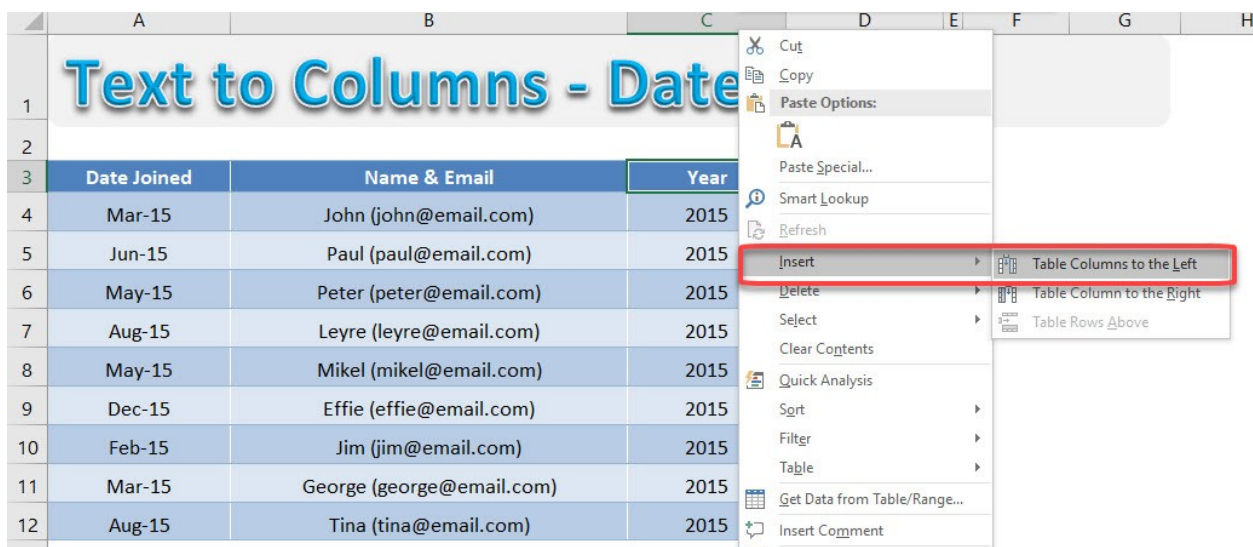 A B C D E F G H
1 Text to Columns - Date
2
3 Date Joined Name & Email Year
4 Mar-15 John (john@email.com) 2015
5 Jun-15 Paul (paul@email.com) 2015
6 May-15 Peter (peter@email.com) 2015
7 Aug-15 Leyre (leyre@email.com) 2015
8 May-15 Mikel (mikel@email.com) 2015
9 Dec-15 Effie (effie@email.com) 2015
10 Feb-15 Jim (jim@email.com) 2015
11 Mar-15 George (george@email.com) 2015
12 Aug-15 Tina (tina@email.com) 2015
Cut
Copy
Paste Options:
A
Paste Special...
Smart Lookup
Refresh
Insert
Delete
Select
Clear Contents
Quick Analysis
Sort
Filter
Table
Get Data from Table/Range...
Insert Comment
Table Columns to the Left
Table Column to the Right
Table Rows Above